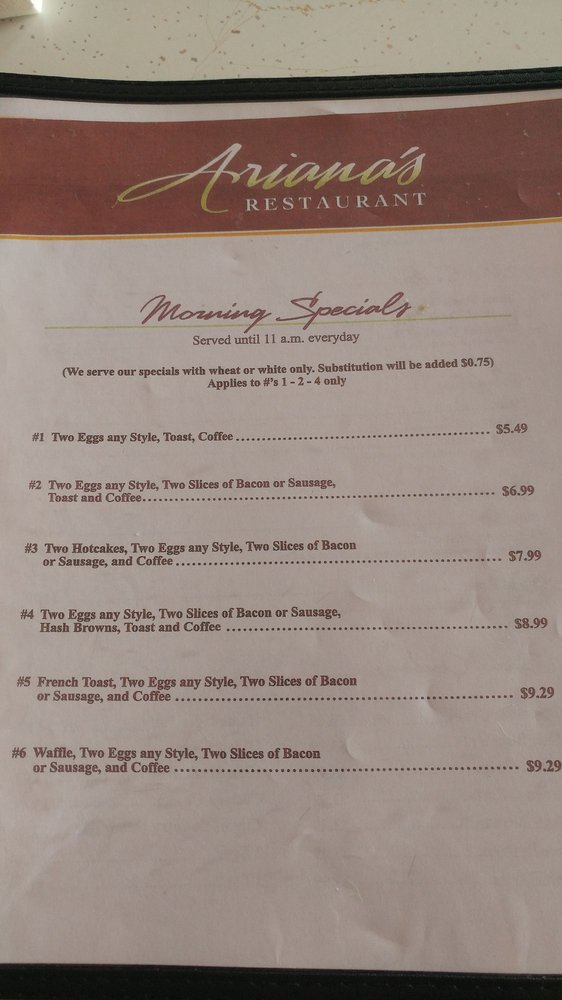 Ariana's
RESTAURANT
Morning Specials
Served until 11 a.m. everyday
(We serve our specials with wheat or white only. Substitution will be added $0.75)
Applies to #'s 1 - 2 - 4 only
#1 Two Eggs any Style, Toast, Coffee $5.49
#2 Two Eggs any Style, Two Slices of Bacon or Sausage,
Toast and Coffee $6.99
#3 Two Hotcakes, Two Eggs any Style, Two Slices of Bacon
or Sausage, and Coffee $7.99
#4 Two Eggs any Style, Two Slices of Bacon or Sausage,
Hash Browns, Toast and Coffee $8.99
#5 French Toast, Two Eggs any Style, Two Slices of Bacon
or Sausage, and Coffee $9.29
#6 Waffle, Two Eggs any Style, Two Slices of Bacon
or Sausage, and Coffee $9.29